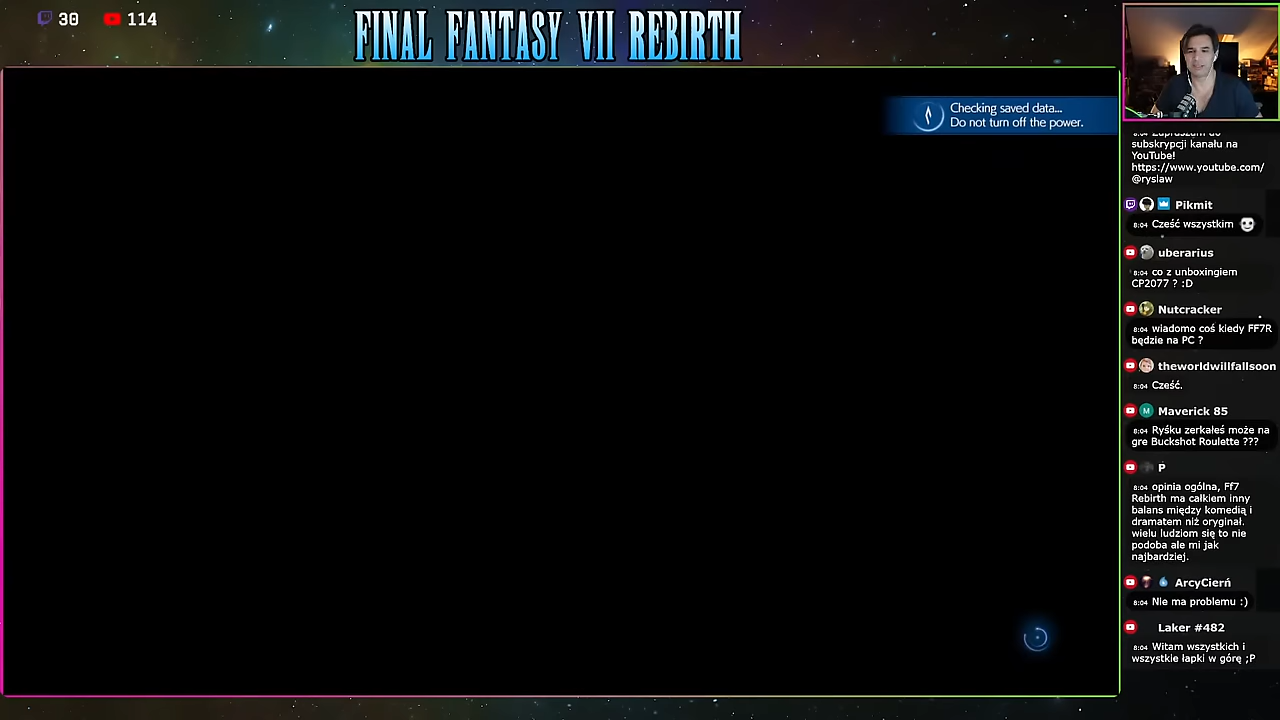 30 114
FINAL FANTASY VII REBIRTH
Checking saved data...
Do not turn off the power.
8:04 Zapraszam do
subskrypcji kanału na
YouTube!
https://www.youtube.com/
@ryslaw
Pikmit
8:04 Cześć wszystkim
uberarius
8:04 co z unboxingiem
CP2077 ? :D
Nutcracker
8:04 wiadomo coś kiedy FF7R
będzie na PC ?
theworldwillfallsoon
8:04 Cześć.
M Maverick 85
8:04 Ryśku zerkałeś może na
gre Buckshot Roulette ???
P
8:04 opinia ogólna, Ff7
Rebirth ma całkiem inny
balans między komedią i
dramatem niż oryginał.
wielu ludziom się to nie
podoba ale mi jak
najbardziej.
ArcyCierń
8:04 Nie ma problemu :)
Laker #482
8:04 Witam wszystkich i
wszystkie łapki w górę ;P